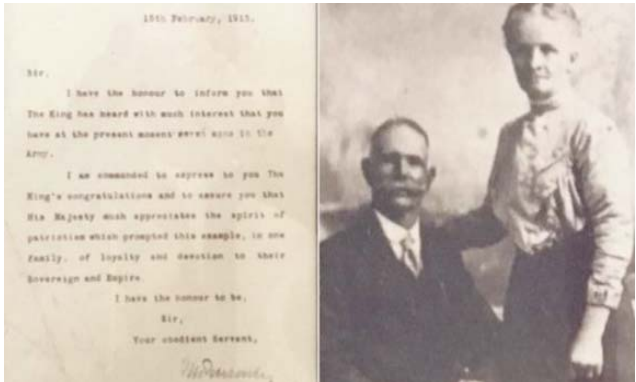 18th February, 1915.
Sir,
I have the honour to inform you that
The King has heard with much interest that you
have at the present moment seven sons in the
Army.
I am commanded to express to you The
King's congratulations and to assure you that
His Majesty much appreciates the spirit of
patriotism which prompted this example, in one
family, of loyalty and devotion to their
Sovereign and Empire.
I have the honour to be,
Sir,
Your obedient Servant,